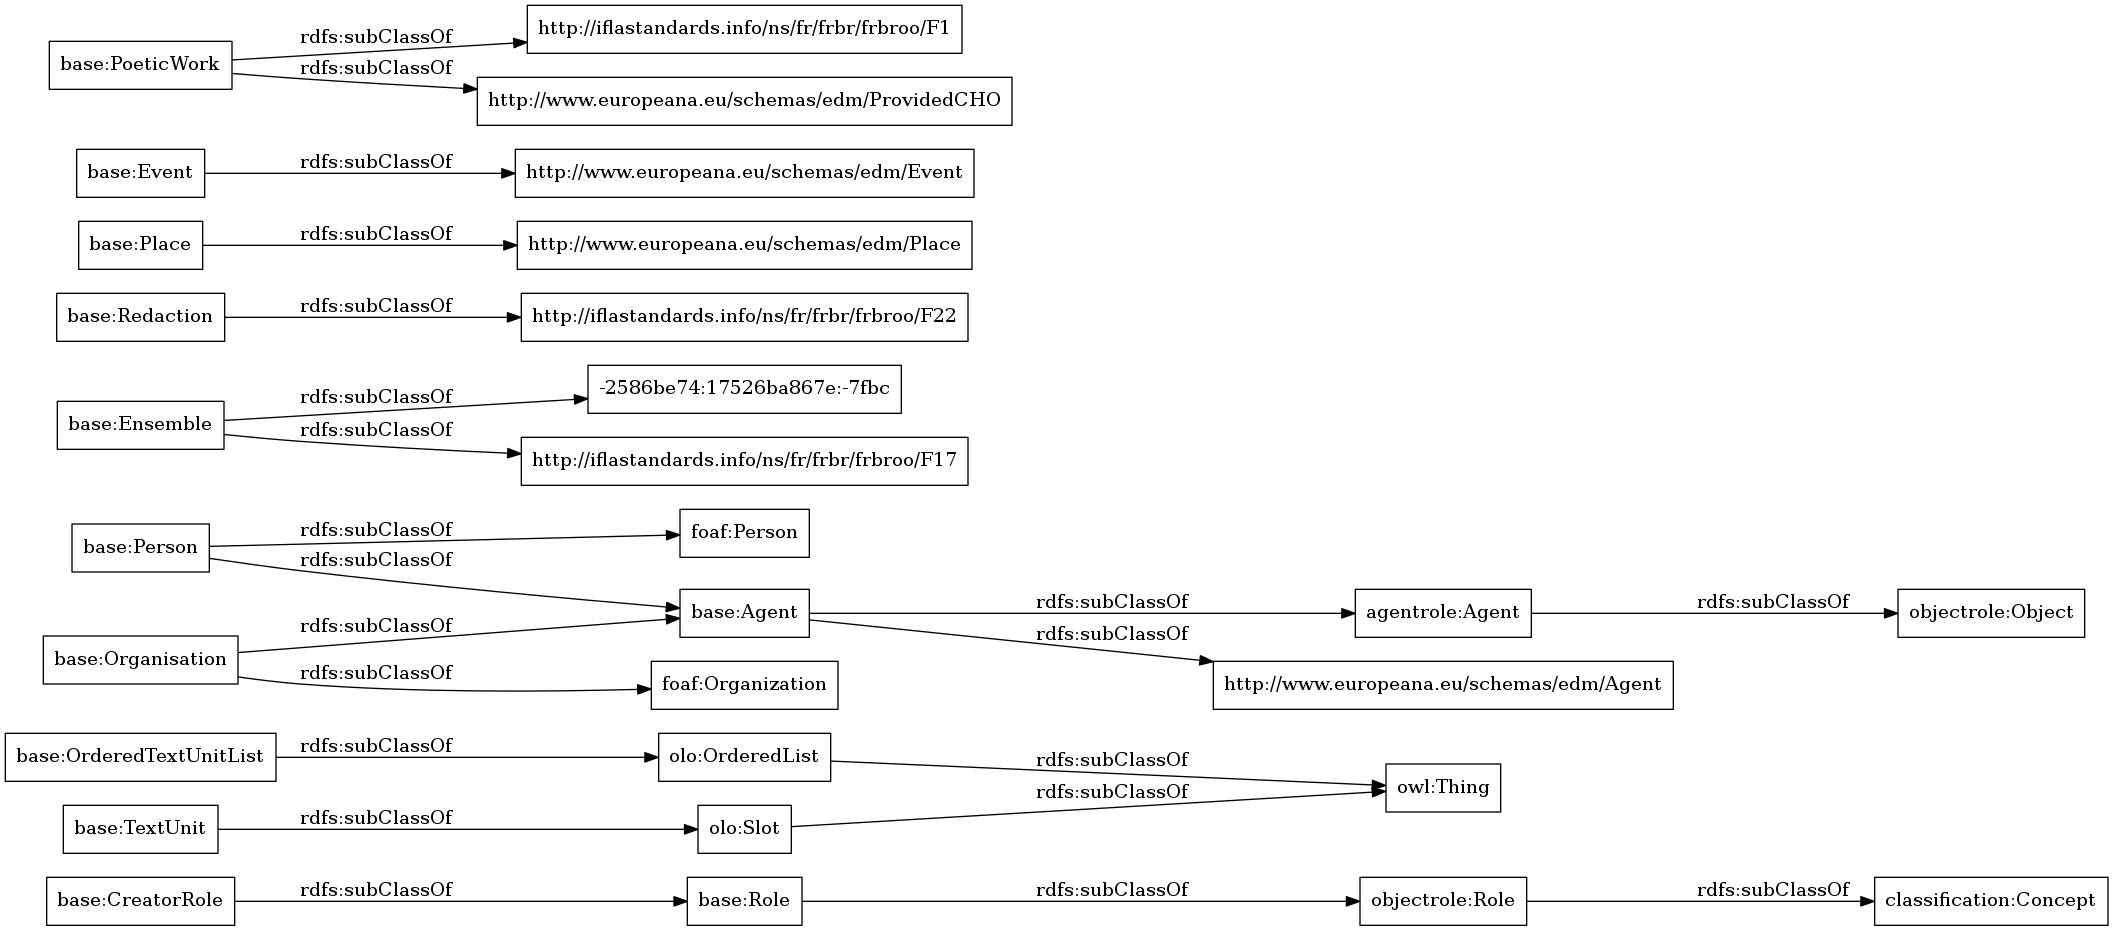 rdfs:subClassOf
http://iflastandards.info/ns/fr/frbr/frbroo/F1
base:PoeticWork
rdfs:subClassOf
http://www.europeana.eu/schemas/edm/ProvidedCHO
base:Event
rdfs:subClassOf
http://www.europeana.eu/schemas/edm/Event
base:Place
rdfs:subClassOf
http://www.europeana.eu/schemas/edm/Place
base:Redaction
rdfs:subClassOf
http://iflastandards.info/ns/fr/frbr/frbroo/F22
rdfs:subClassOf
-2586be74:17526ba867e:-7fbc
base:Ensemble
rdfs:subClassOf
http://iflastandards.info/ns/fr/frbr/frbroo/F17
base:Person
rdfs:subClassOf
foaf:Person
rdfs:subClassOf
base:Agent
rdfs:subClassOf
agentrole:Agent
rdfs:subClassOf
objectrole:Object
base:Organisation
rdfs:subClassOf
rdfs:subClassOf
http://www.europeana.eu/schemas/edm/Agent
rdfs:subClassOf
foaf:Organization
base:OrderedTextUnitList
rdfs:subClassOf
olo:OrderedList
rdfs:subClassOf
owl:Thing
base:TextUnit
rdfs:subClassOf
olo:Slot
rdfs:subClassOf
base:CreatorRole
rdfs:subClassOf
base:Role
rdfs:subClassOf
objectrole:Role
rdfs:subClassOf
classification:Concept